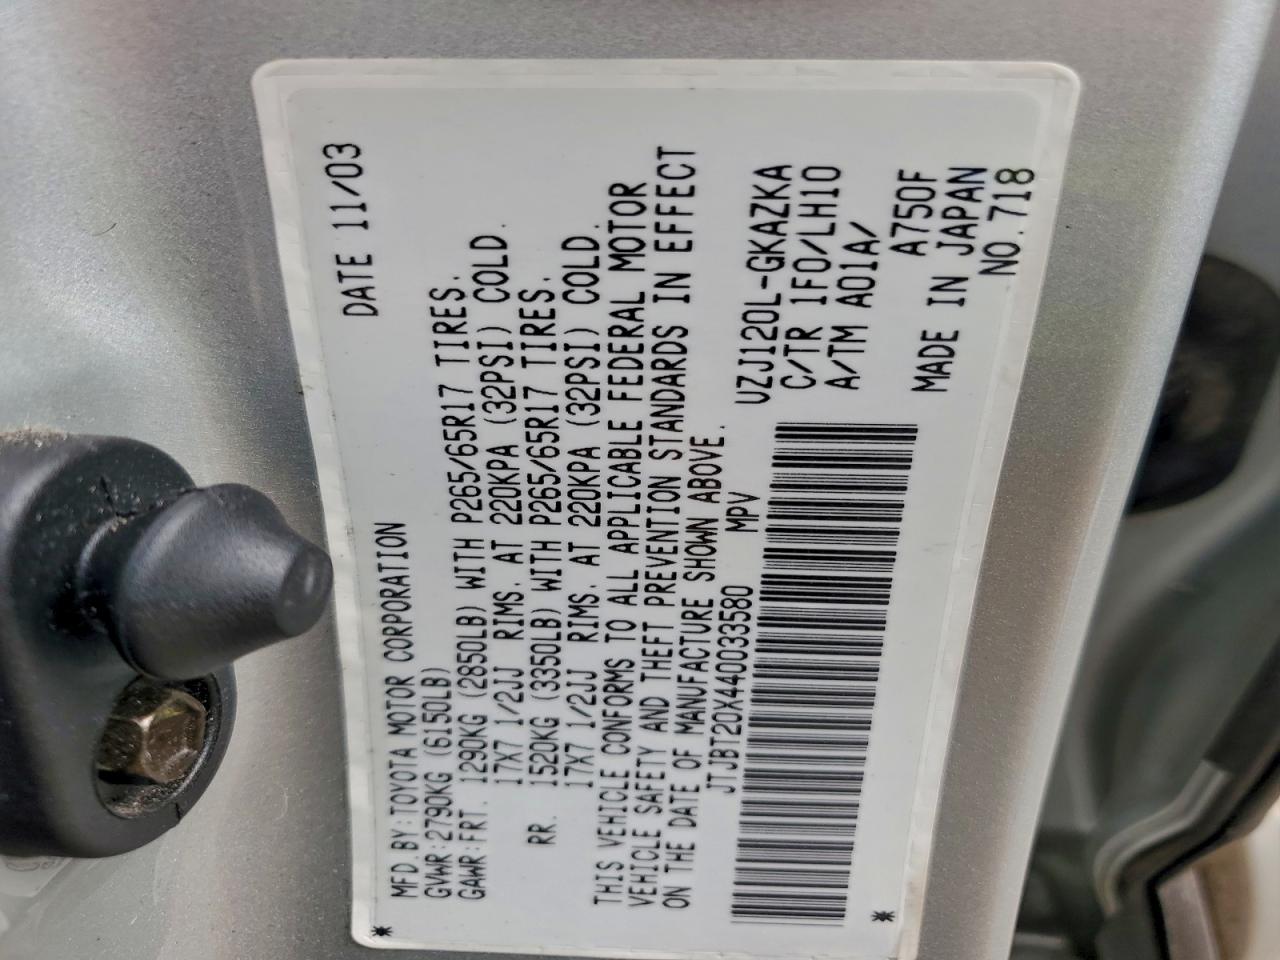 MFD.BY:TOYOTA MOTOR CORPORATION DATE 11/03
GVWR:2790KG (6150LB)
GAWR:FRT. 1290KG (2850LB) WITH P265/65R17 TIRES.
17X7 1/2JJ RIMS. AT 220KPA (32PSI) COLD.
RR. 1520KG (3350LB) WITH P265/65R17 TIRES.
17X7 1/2JJ RIMS. AT 220KPA (32PSI) COLD.
THIS VEHICLE CONFORMS TO ALL APPLICABLE FEDERAL MOTOR
VEHICLE SAFETY AND THEFT PREVENTION STANDARDS IN EFFECT
ON THE DATE OF MANUFACTURE SHOWN ABOVE.
JTJBT20X440033580 MPV
UZJ120L-GKAZKA
C/TR 1F0/LH10
A/TM A01A/
A750F
MADE IN JAPAN
NO.718